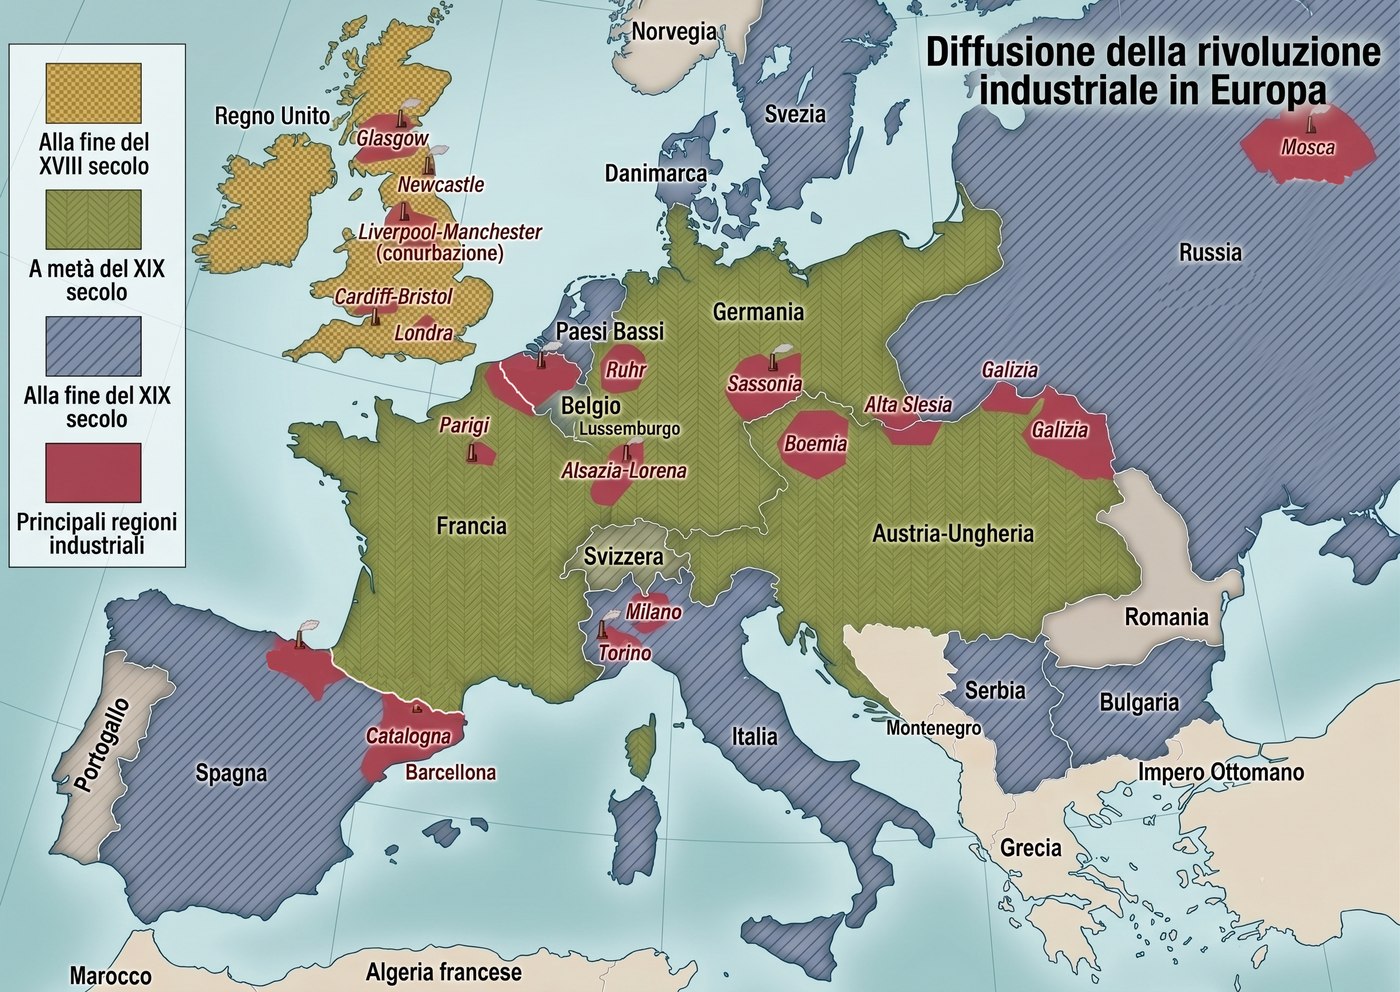 Diffusione della rivoluzione
industriale in Europa
Alla fine del
XVIII secolo
A metà del XIX
secolo
Alla fine del XIX
secolo
Principali regioni
industriali
Norvegia
Svezia
Regno Unito
Glasgow
Newcastle
Liverpool-Manchester
(conurbazione)
Cardiff-Bristol
Londra
Danimarca
Mosca
Russia
Paesi Bassi
Germania
Ruhr
Sassonia
Belgio
Lussemburgo
Parigi
Alsazia-Lorena
Boemia
Alta Slesia
Galizia
Galizia
Francia
Svizzera
Austria-Ungheria
Milano
Torino
Romania
Portogallo
Spagna
Catalogna
Barcellona
Italia
Serbia
Bulgaria
Montenegro
Impero Ottomano
Grecia
Marocco
Algeria francese